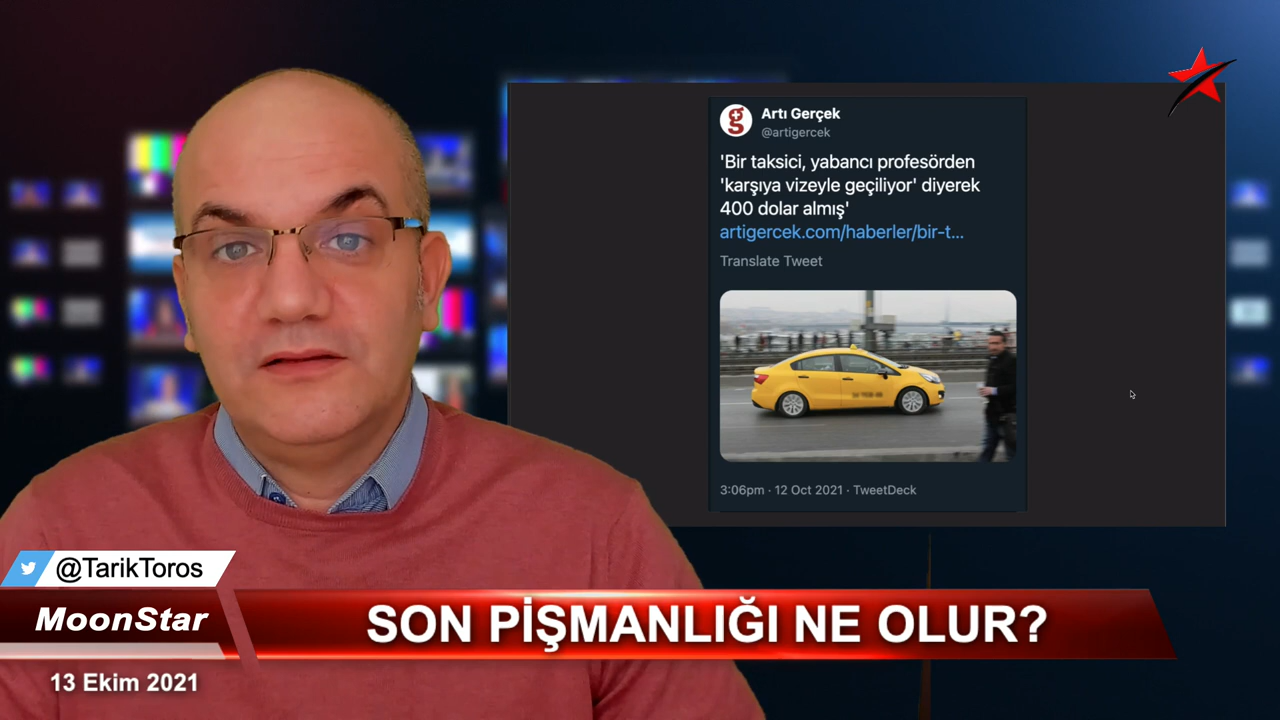 Artı Gerçek
@artigercek
'Bir taksici, yabancı profesörden
'karşıya vizeyle geçiliyor' diyerek
400 dolar almış'
artigercek.com/haberler/bir-t...
Translate Tweet
3:06pm · 12 Oct 2021 · TweetDeck
@TarikToros
MoonStar
SON PİŞMANLIĞI NE OLUR?
13 Ekim 2021